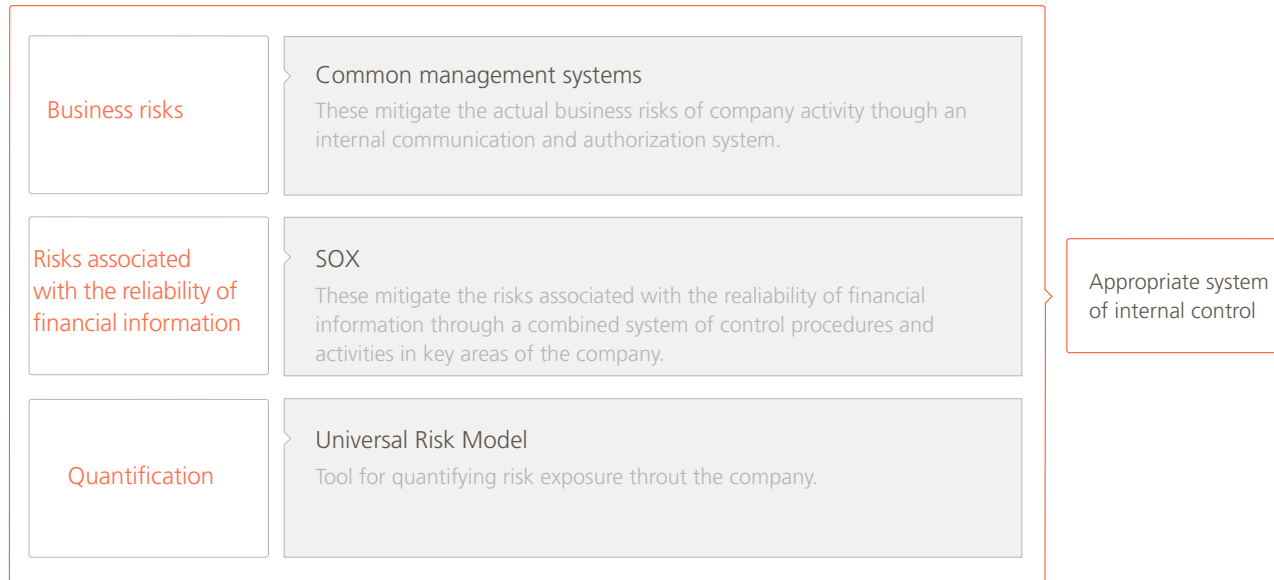 Business risks
Common management systems
These mitigate the actual business risks of company activity though an
internal communication and authorization system.
Risks associated
with the reliability of
financial information
SOX
These mitigate the risks associated with the realiability of financial
information through a combined system of control procedures and
activities in key areas of the company.
Quantification
Universal Risk Model
Tool for quantifying risk exposure throut the company.
Appropriate system
of internal control